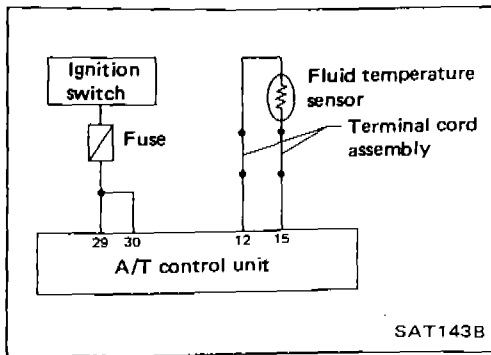 Ignition
switch
Fuse
Fluid temperature
sensor
Terminal cord
assembly
29 30 12 15
A/T control unit
SAT143B